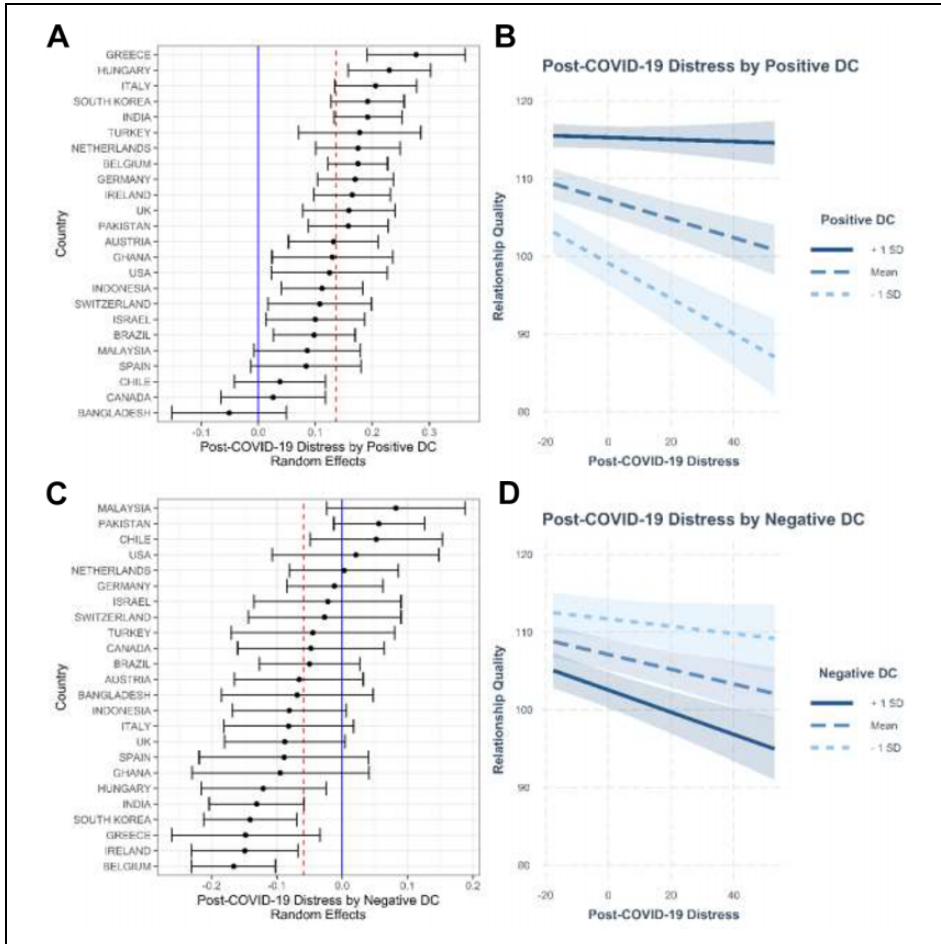 A
GREECE
HUNGARY
ITALY
SOUTH KOREA
INDIA
TURKEY
NETHERLANDS
BELGIUM
GERMANY
IRELAND
UK
PAKISTAN
AUSTRIA
GHANA
USA
INDONESIA
SWITZERLAND
ISRAEL
BRAZIL
MALAYSIA
SPAIN
CHILE
CANADA
BANGLADESH
Country
-0.1 0.0 0.1 0.2 0.3
Post-COVID-19 Distress by Positive DC
Random Effects
B
Post-COVID-19 Distress by Positive DC
120
110
100
90
80
Relationship Quality
-20 0 20 40
Post-COVID-19 Distress
Positive DC
+ 1 SD
Mean
- 1 SD
C
MALAYSIA
PAKISTAN
CHILE
USA
NETHERLANDS
GERMANY
ISRAEL
SWITZERLAND
TURKEY
CANADA
BRAZIL
AUSTRIA
BANGLADESH
INDONESIA
ITALY
UK
SPAIN
GHANA
HUNGARY
INDIA
SOUTH KOREA
GREECE
IRELAND
BELGIUM
Country
-0.2 -0.1 0.0 0.1 0.2
Post-COVID-19 Distress by Negative DC
Random Effects
D
Post-COVID-19 Distress by Negative DC
120
110
100
90
80
Relationship Quality
-20 0 20 40
Post-COVID-19 Distress
Negative DC
+ 1 SD
Mean
- 1 SD